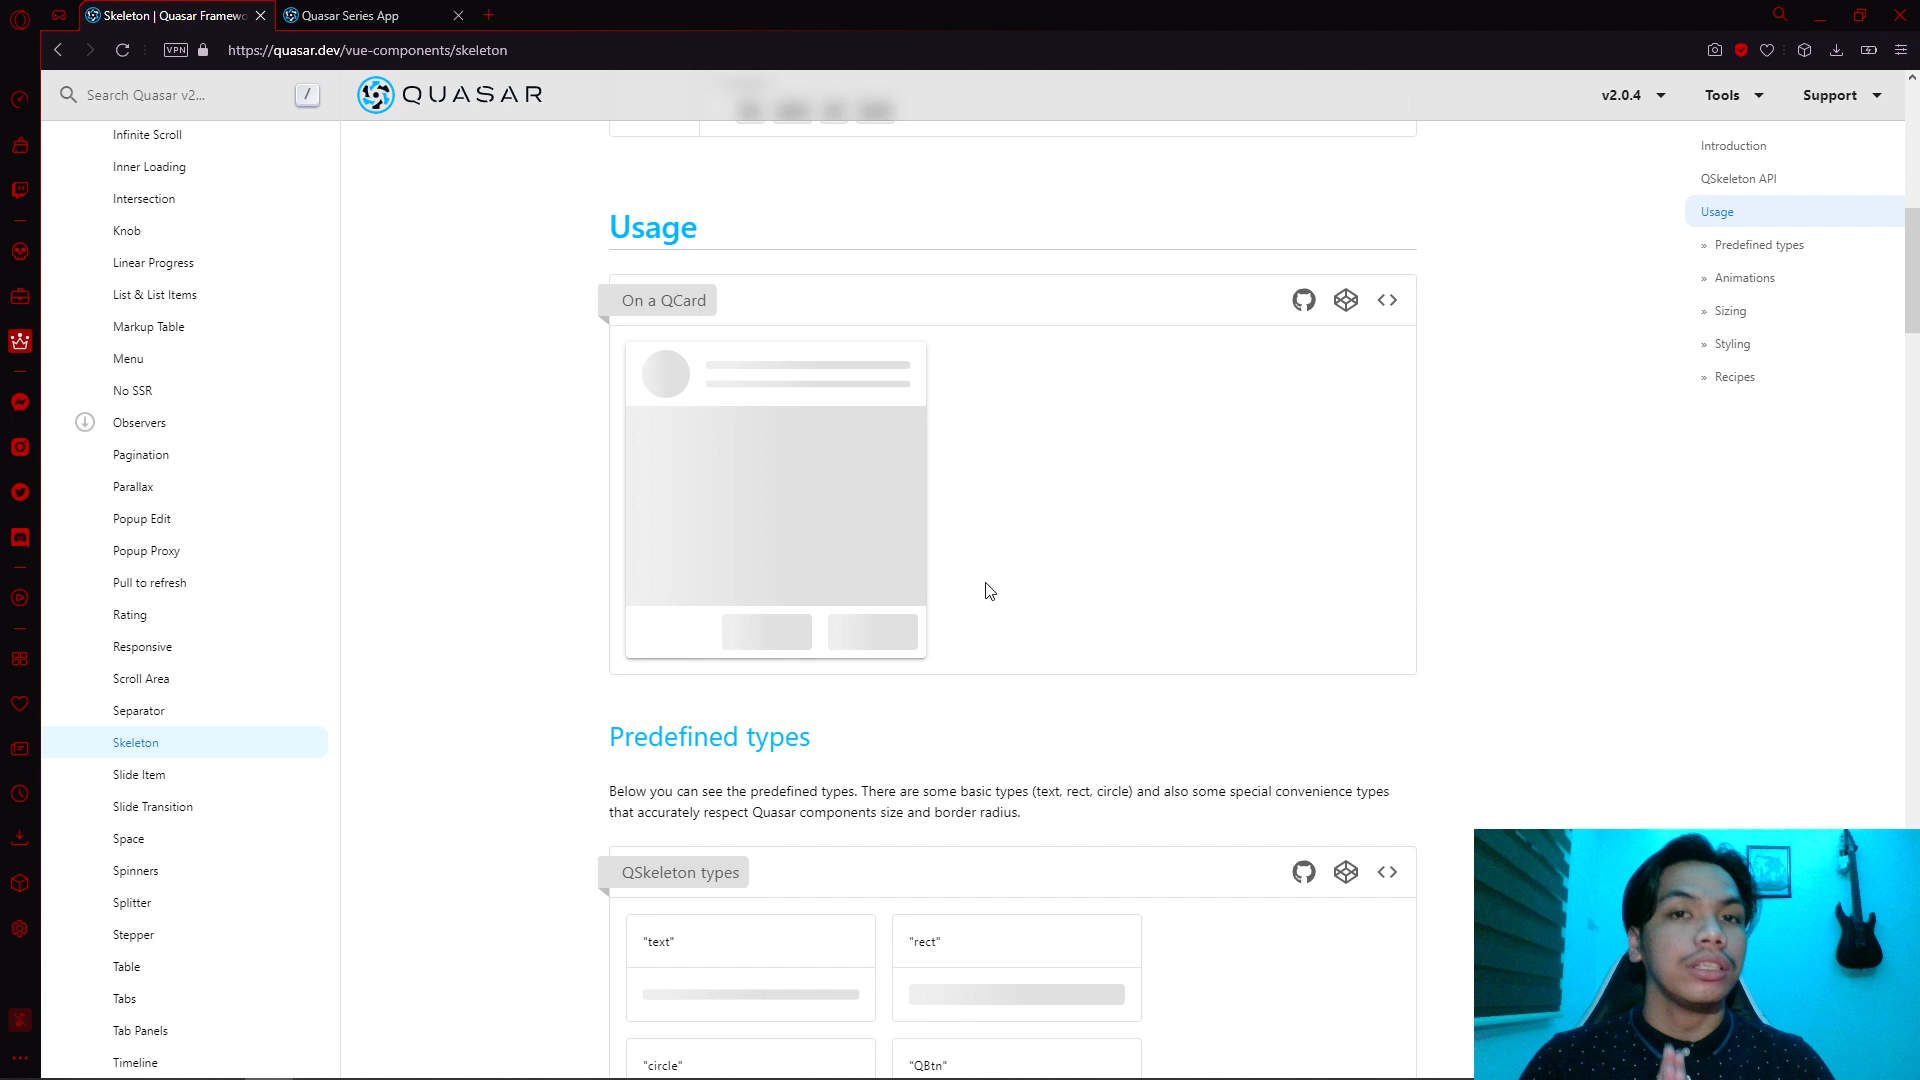 Skeleton | Quasar Framewo
Quasar Series App
VPN
https://quasar.dev/vue-components/skeleton
Search Quasar v2...
/
QUASAR
v2.0.4
Tools
Support
Infinite Scroll
Inner Loading
Intersection
Knob
Linear Progress
List & List Items
Markup Table
Menu
No SSR
Observers
Pagination
Parallax
Popup Edit
Popup Proxy
Pull to refresh
Rating
Responsive
Scroll Area
Separator
Skeleton
Slide Item
Slide Transition
Space
Spinners
Splitter
Stepper
Table
Tabs
Tab Panels
Timeline
Usage
On a QCard
Predefined types
Below you can see the predefined types. There are some basic types (text, rect, circle) and also some special convenience types
that accurately respect Quasar components size and border radius.
QSkeleton types
"text"
"rect"
"circle"
"QBtn"
Introduction
QSkeleton API
Usage
» Predefined types
» Animations
» Sizing
» Styling
» Recipes